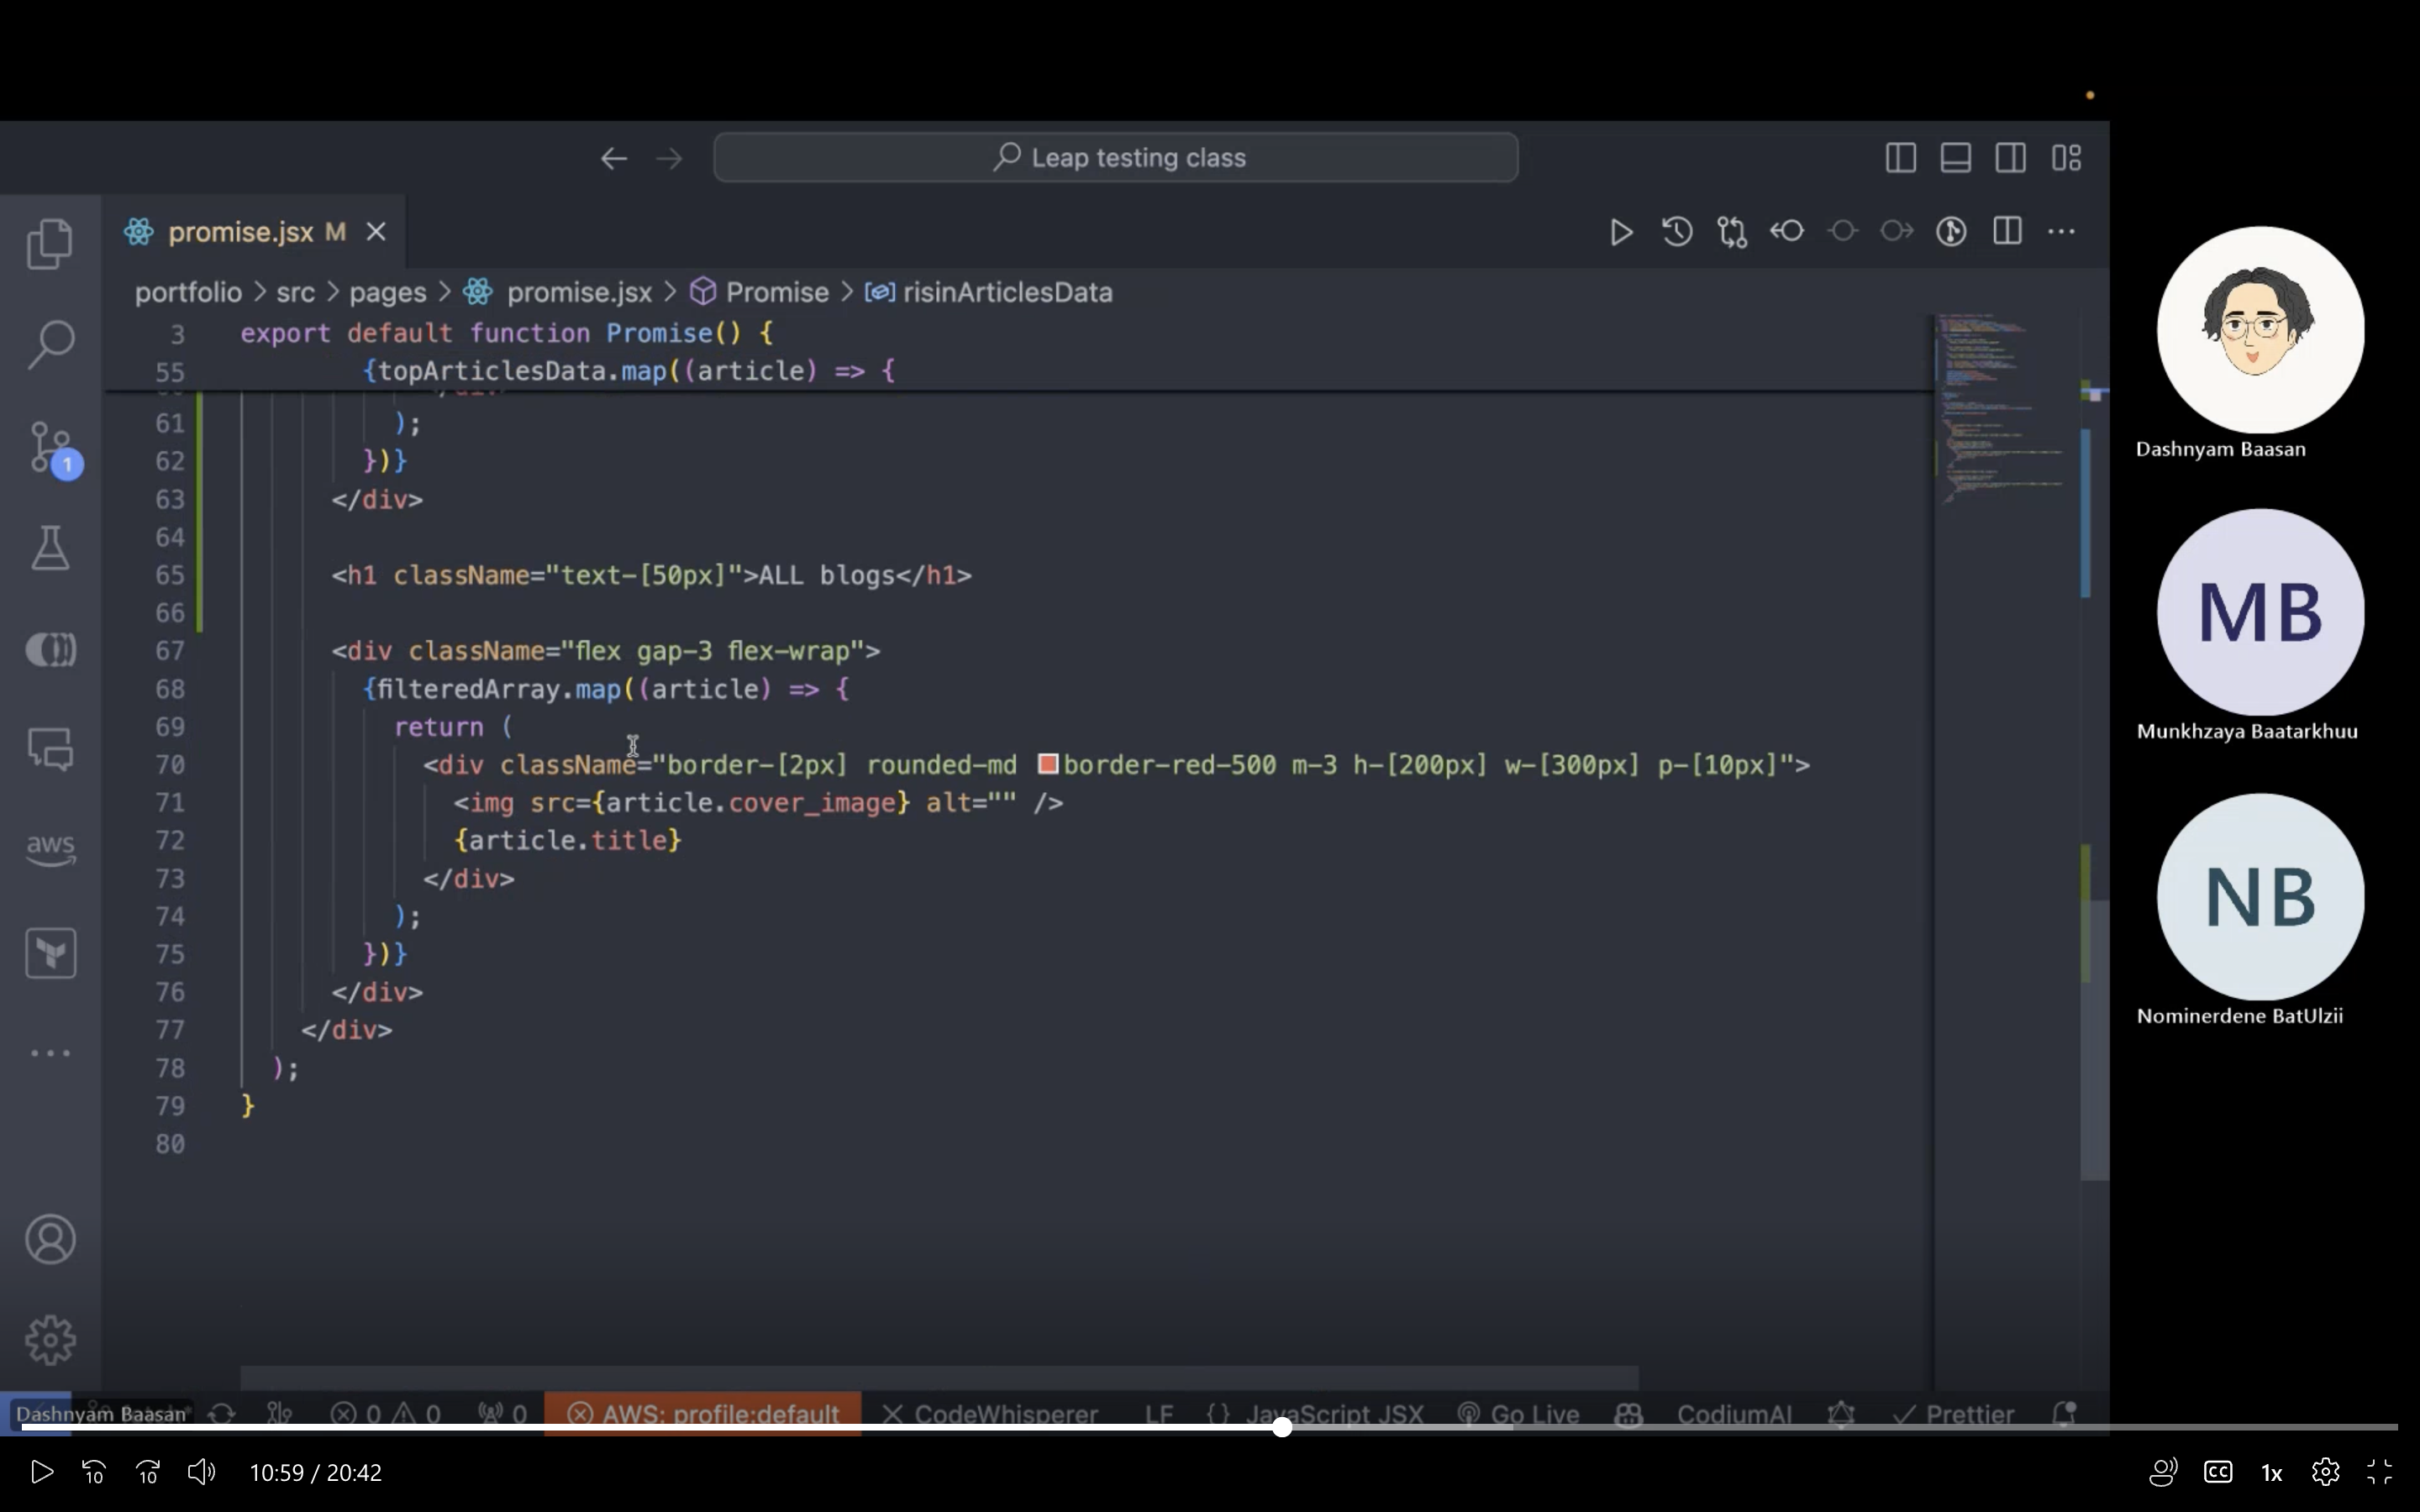 Leap testing class
promise.jsx M
portfolio > src > pages > promise.jsx > Promise > risinArticlesData
3 export default function Promise() {
55 {topArticlesData.map((article) => {
61 );
62 })}
63 </div>
64
65 <h1 className="text-[50px]">ALL blogs</h1>
66
67 <div className="flex gap-3 flex-wrap">
68 {filteredArray.map((article) => {
69 return (
70 <div className="border-[2px] rounded-md border-red-500 m-3 h-[200px] w-[300px] p-[10px]">
71 <img src={article.cover_image} alt="" />
72 {article.title}
73 </div>
74 );
75 })}
76 </div>
77 </div>
78 );
79 }
80
1
aws
Dashnyam Baasan
MB
Munkhzaya Baatarkhuu
NB
Nominerdene BatUlzii
Dashnyam Baasan
0 0 0 AWS: profile:default CodeWhisperer LF {} JavaScript JSX Go Live CodiumAI Prettier
10 10 10:59 / 20:42 CC 1x